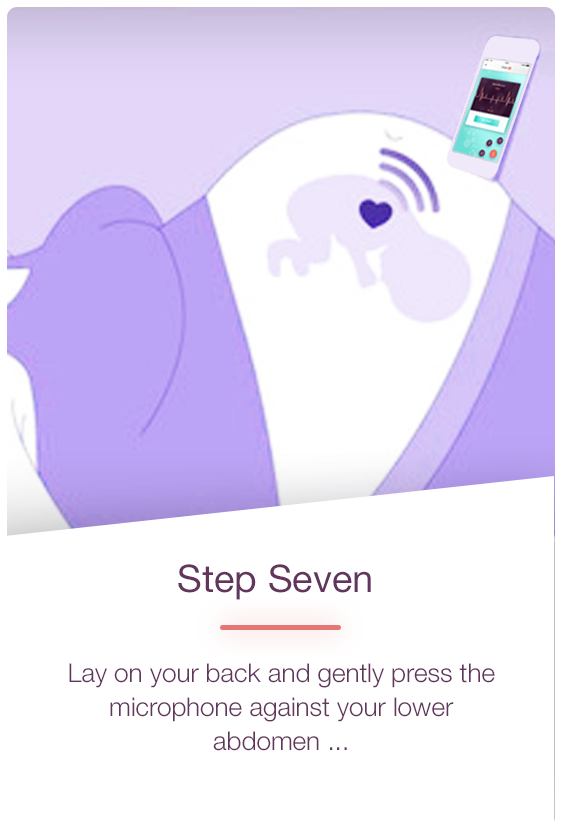 Step Seven
Lay on your back and gently press the
microphone against your lower
abdomen ...